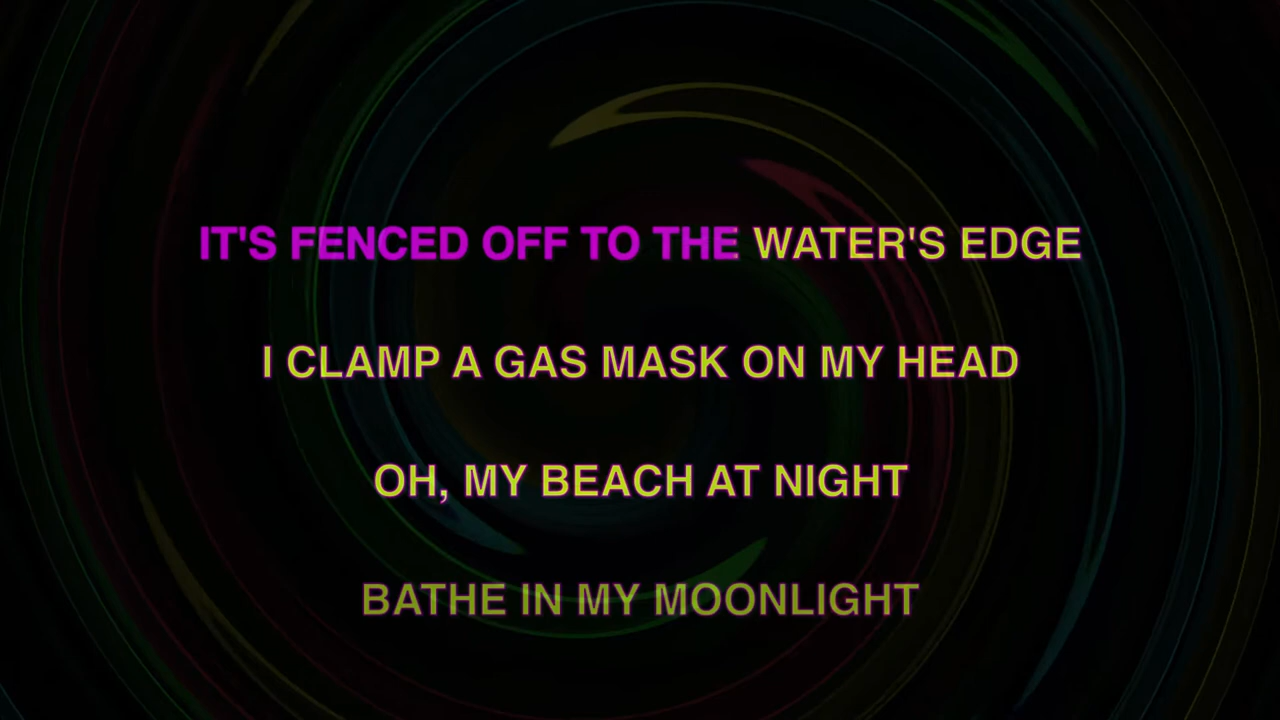 IT'S FENCED OFF TO THE WATER'S EDGE
I CLAMP A GAS MASK ON MY HEAD
OH, MY BEACH AT NIGHT
BATHE IN MY MOONLIGHT